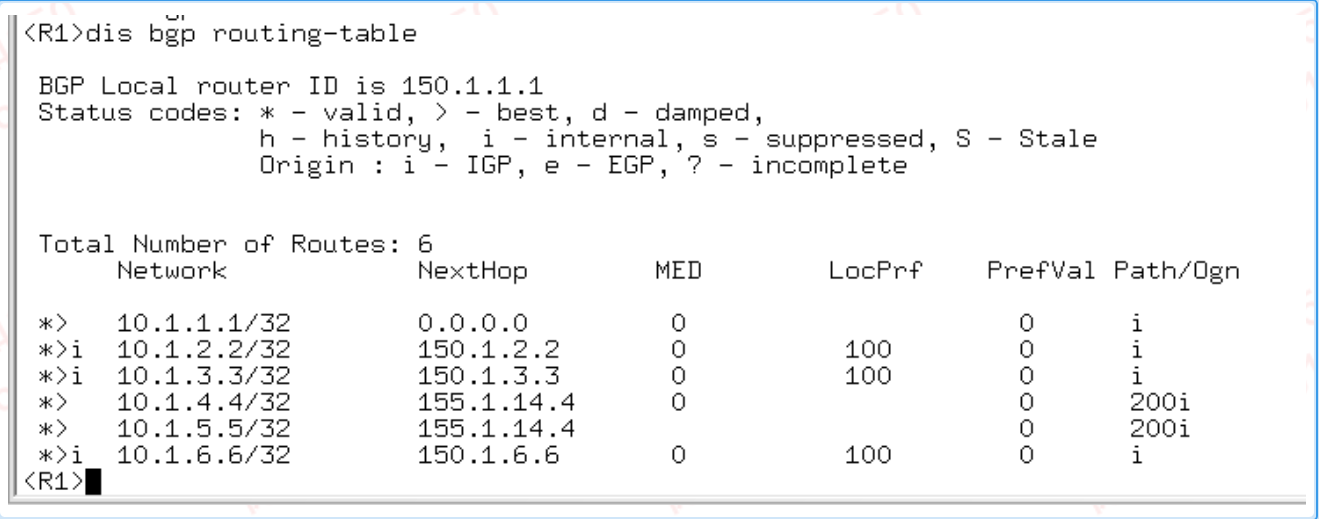 <R1>dis bgp routing-table
BGP Local router ID is 150.1.1.1
Status codes: * - valid, > - best, d - damped,
h - history, i - internal, s - suppressed, S - Stale
Origin : i - IGP, e - EGP, ? - incomplete
Total Number of Routes: 6
Network NextHop MED LocPrf PrefVal Path/Ogn
*> 10.1.1.1/32 0.0.0.0 0 0 i
*>i 10.1.2.2/32 150.1.2.2 0 100 0 i
*>i 10.1.3.3/32 150.1.3.3 0 100 0 i
*> 10.1.4.4/32 155.1.14.4 0 0 200i
*> 10.1.5.5/32 155.1.14.4 0 200i
*>i 10.1.6.6/32 150.1.6.6 0 100 0 i
<R1>